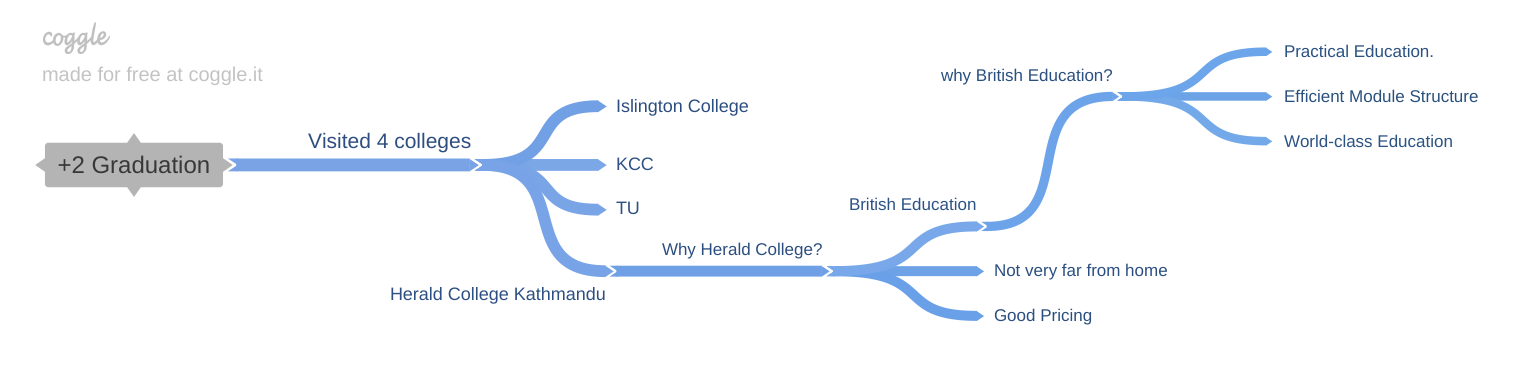 coggle
made for free at coggle.it
+2 Graduation
Visited 4 colleges
Islington College
KCC
TU
Herald College Kathmandu
Why Herald College?
British Education
why British Education?
Practical Education.
Efficient Module Structure
World-class Education
Not very far from home
Good Pricing